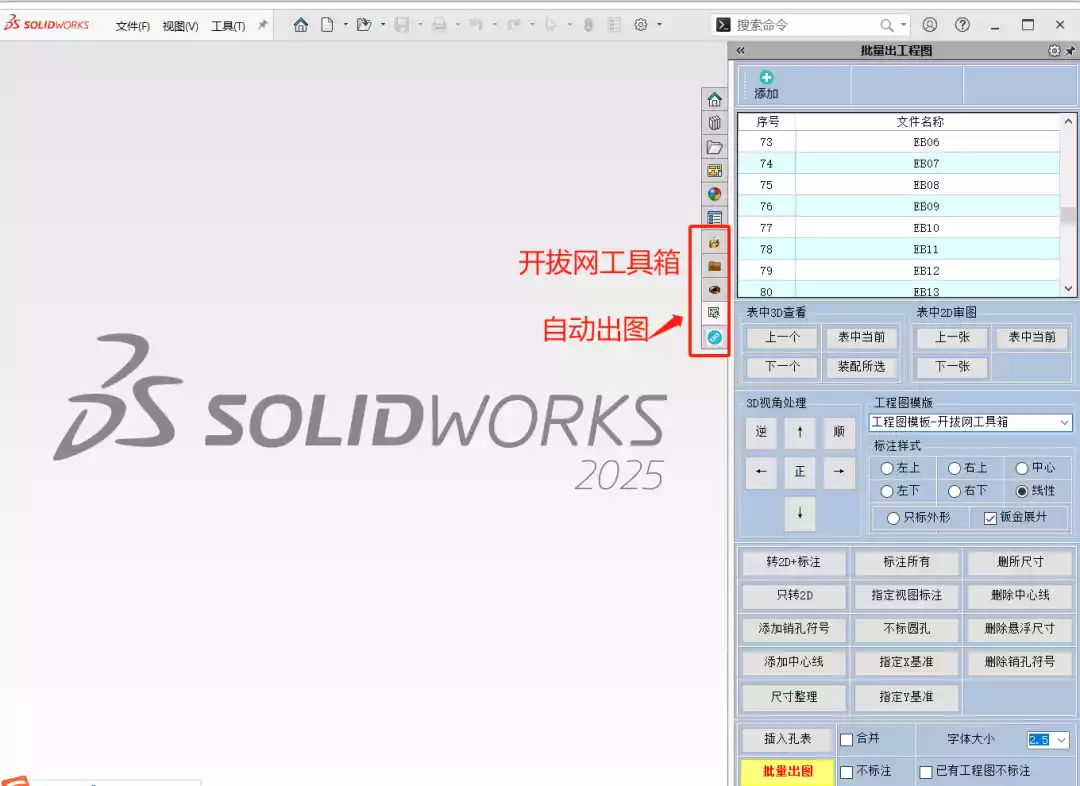 SOLIDWORKS 文件(F) 视图(V) 工具(T) 搜索命令
批量出工程图
添加
序号 文件名称
73 EB06
74 EB07
75 EB08
76 EB09
77 EB10
78 EB11
79 EB12
80 EB13
开拔网工具箱
自动出图
表中3D查看 表中2D审图
上一个 表中当前 上一张 表中当前
下一个 装配所选 下一张
3D视角处理 工程图模版
工程图模板-开拔网工具箱
逆 ↑ 顺
标注样式
← 正 →
左上 右上 中心
左下 右下 线性
↓
只标外形 钣金展廾
SOLIDWORKS
2025
转2D+标注 标注所有 删所尺寸
只转2D 指定视图标注 删除中心线
添加销孔符号 不标圆孔 删除悬浮尺寸
添加中心线 指定X基准 删除销孔符号
尺寸整理 指定Y基准
插入孔表 合并 字体大小 2.5
批量出图 不标注 已有工程图不标注